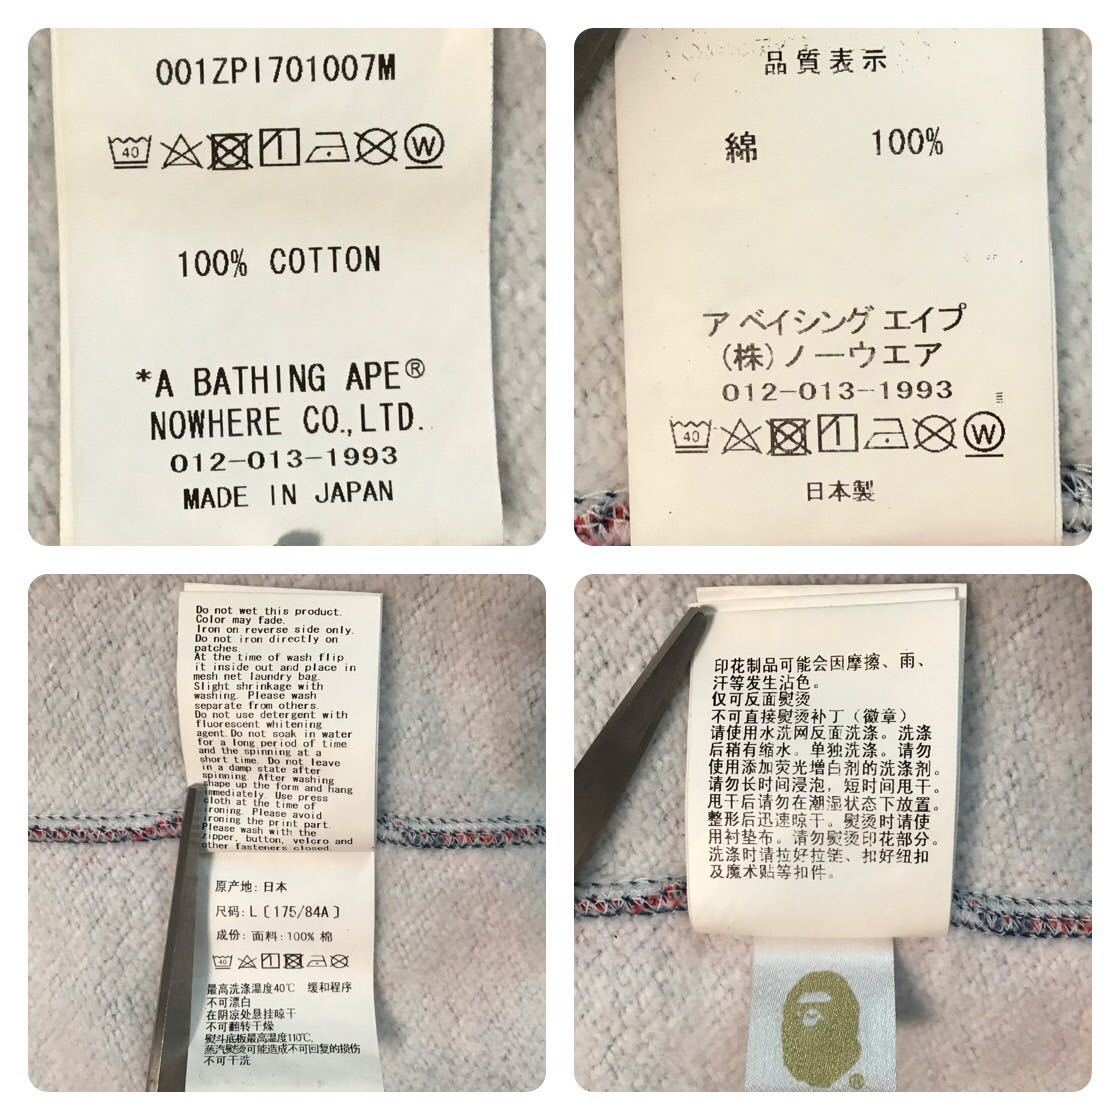 001ZPI701007M
40 1 W
100% COTTON
*A BATHING APE®
NOWHERE CO.,LTD.
012-013-1993
MADE IN JAPAN
品質表示
綿 100%
ア ベイシング エイプ
(株)ノーウエア
012-013-1993
40 1 W
日本製
Do not wet this product.
Color may fade.
Iron on reverse side only.
Do not iron directly on
patches
At the time of wash flip
it inside out and place in
mesh net laundry bag.
Slight shrinkage with
washing. Please wash
separate from others.
Do not use detergent with
fluorescent whitening
agent.Do not soak in water
for a long period of time
and the spinning at a
short time. Do not leave
in a damp state after
spinning. After washing
shape up the form and hang
immediately. Use press
cloth at the time of
ironing. Please avoid
ironing the print part.
Please wash with the
zipper, button, velcro and
other fasteners closed.
原产地: 日本
尺码: L〔175/84A〕
成份: 面料:100% 棉
40 1
最高洗涤温度40℃ 缓和程序
不可漂白
在阴凉处悬挂晾干
不可翻转干燥
熨斗底板最高温度110℃,
蒸汽熨烫可能造成不可回复的损伤
不可干洗
印花制品可能会因摩擦、雨、
汗等发生沾色。
仅可反面熨烫
不可直接熨烫补丁（徽章）
请使用水洗网反面洗涤。洗涤
后稍有缩水。单独洗涤。请勿
使用添加荧光增白剂的洗涤剂。
请勿长时间浸泡，短时间甩干。
甩干后请勿在潮湿状态下放置。
整形后迅速晾干。熨烫时请使
用衬垫布。请勿熨烫印花部分。
洗涤时请拉好拉链、扣好纽扣
及魔术贴等扣件。
®